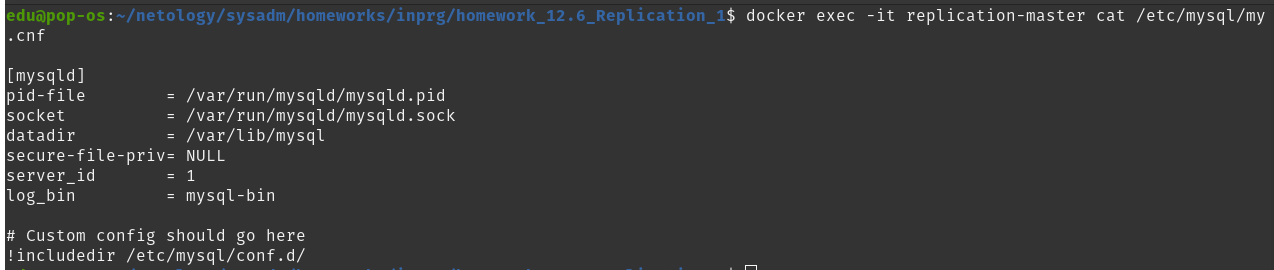 edu@pop-os:~/netology/sysadm/homeworks/inprg/homework_12.6_Replication_1$ docker exec -it replication-master cat /etc/mysql/my
.cnf
[mysqld]
pid-file        = /var/run/mysqld/mysqld.pid
socket          = /var/run/mysqld/mysqld.sock
datadir         = /var/lib/mysql
secure-file-priv= NULL
server_id       = 1
log_bin         = mysql-bin
# Custom config should go here
!includedir /etc/mysql/conf.d/